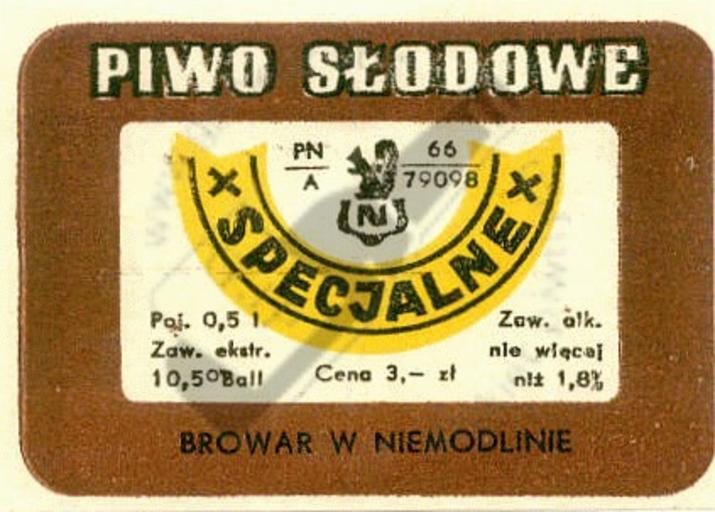 PIWO SŁODOWE
PN 66
A 79098
N
x SPECJALNE x
Poj. 0,5 l.
Zaw. ekstr.
10,5°Ball
Cena 3,— zł
Zaw. alk.
nie więcej
niż 1,8%
BROWAR W NIEMODLINIE